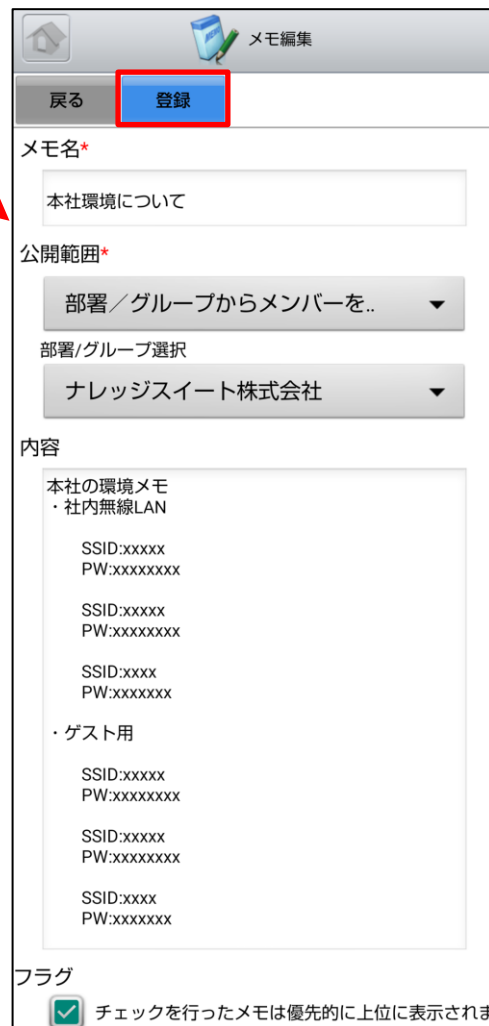 メモ編集
戻る
登録
メモ名*
本社環境について
公開範囲*
部署／グループからメンバーを..
部署/グループ選択
ナレッジスイート株式会社
内容
本社の環境メモ
・社内無線LAN
SSID:xxxxx
PW:xxxxxxxx
SSID:xxxxx
PW:xxxxxxxx
SSID:xxxx
PW:xxxxxxx
・ゲスト用
SSID:xxxxx
PW:xxxxxxxx
SSID:xxxxx
PW:xxxxxxxx
SSID:xxxx
PW:xxxxxxx
フラグ
チェックを行ったメモは優先的に上位に表示されま